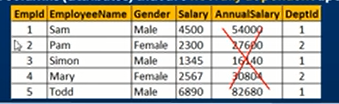 EmpId EmployeeName Gender Salary AnnualSalary DeptId
1 Sam Male 4500 54000 1
2 Pam Female 2300 27600 2
3 Simon Male 1345 16140 1
4 Mary Female 2567 30804 2
5 Todd Male 6890 82680 1